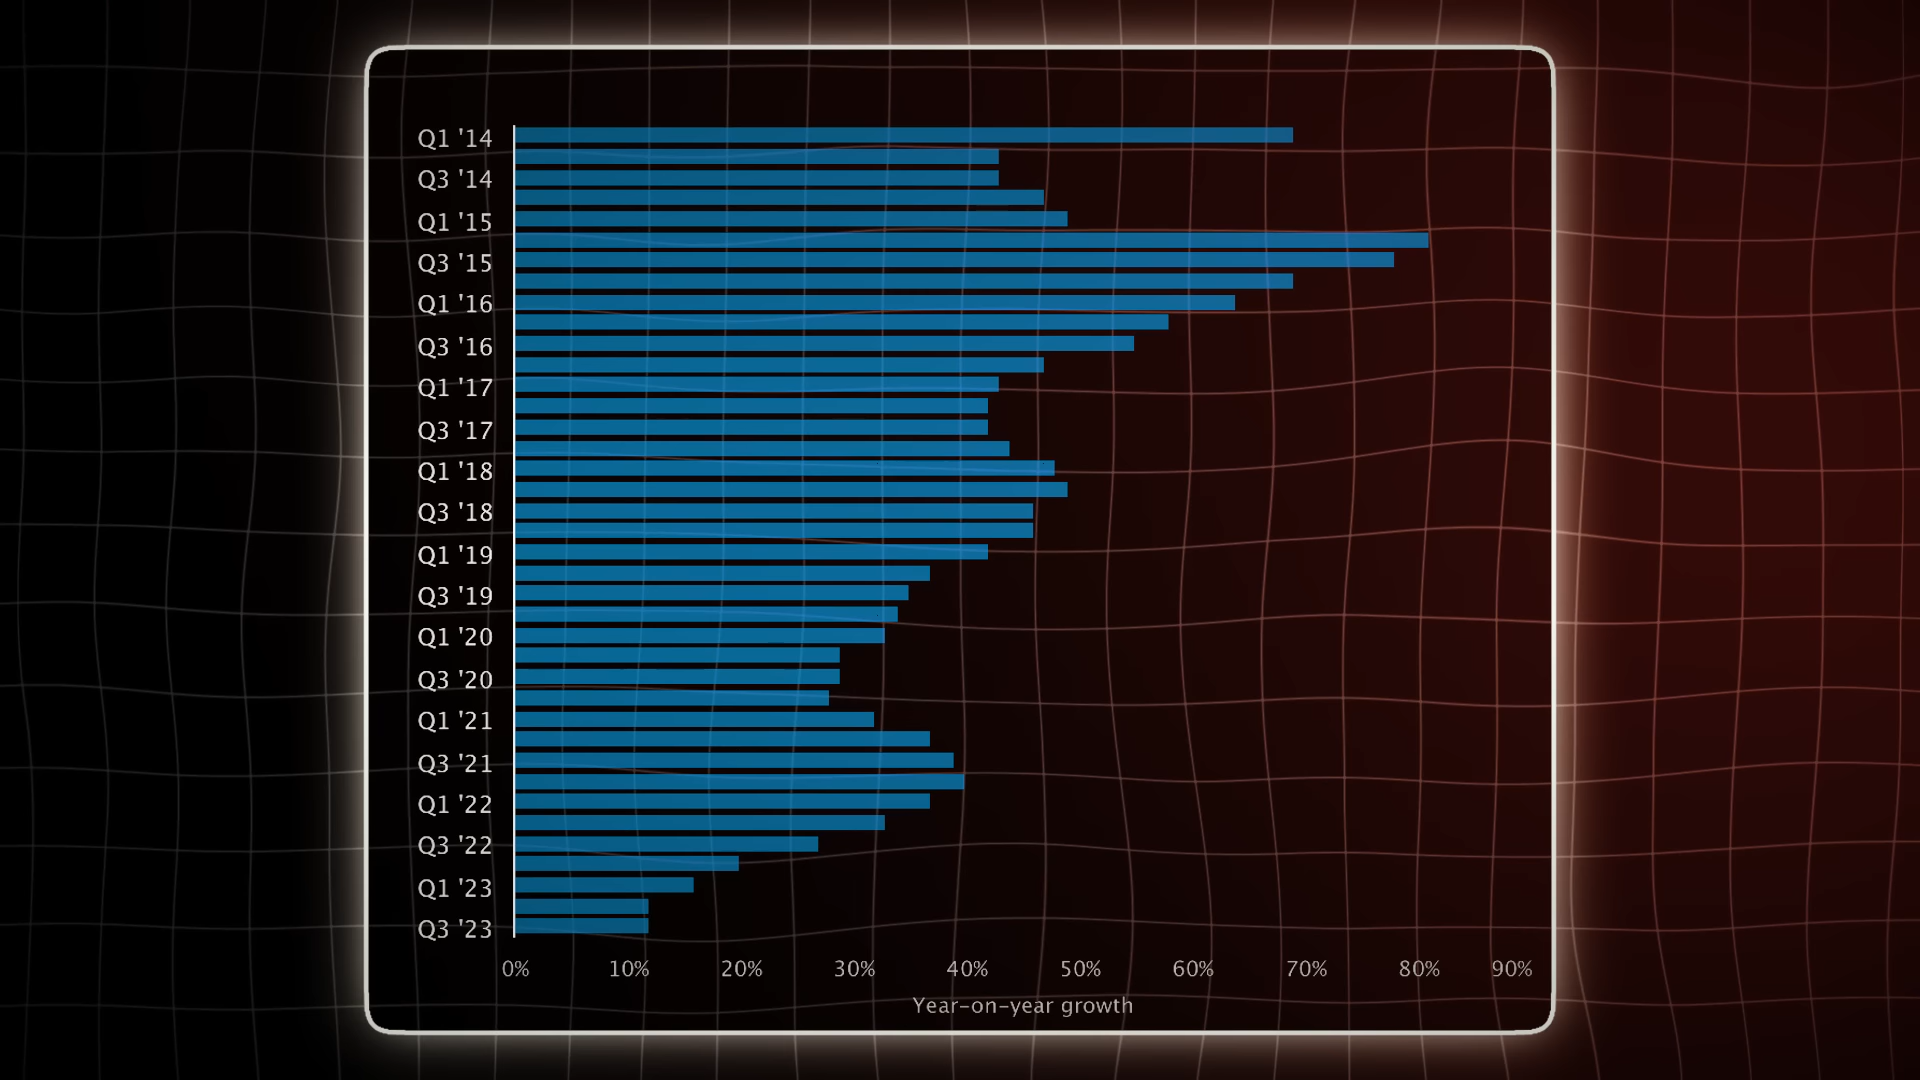 Q1 '14
Q3 '14
Q1 '15
Q3 '15
Q1 '16
Q3 '16
Q1 '17
Q3 '17
Q1 '18
Q3 '18
Q1 '19
Q3 '19
Q1 '20
Q3 '20
Q1 '21
Q3 '21
Q1 '22
Q3 '22
Q1 '23
Q3 '23
0% 10% 20% 30% 40% 50% 60% 70% 80% 90%
Year-on-year growth